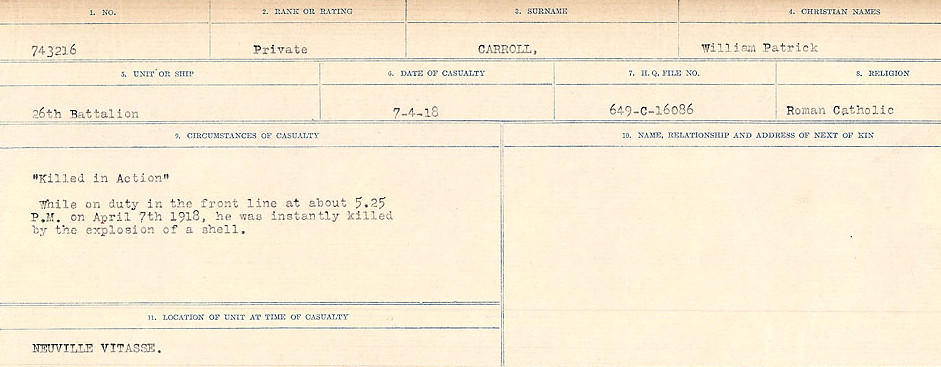 1. NO.
2. RANK OR RATING
3. SURNAME
4. CHRISTIAN NAMES
743216
Private
CARROLL,
William Patrick
5. UNIT OR SHIP
6. DATE OF CASUALTY
7. H. Q. FILE NO.
8. RELIGION
26th Battalion
7-4-18
649-C-16086
Roman Catholic
9. CIRCUMSTANCES OF CASUALTY
10. NAME, RELATIONSHIP AND ADDRESS OF NEXT OF KIN
"Killed in Action"
While on duty in the front line at about 5.25
P.M. on April 7th 1918, he was instantly killed
by the explosion of a shell.
11. LOCATION OF UNIT AT TIME OF CASUALTY
NEUVILLE VITASSE.